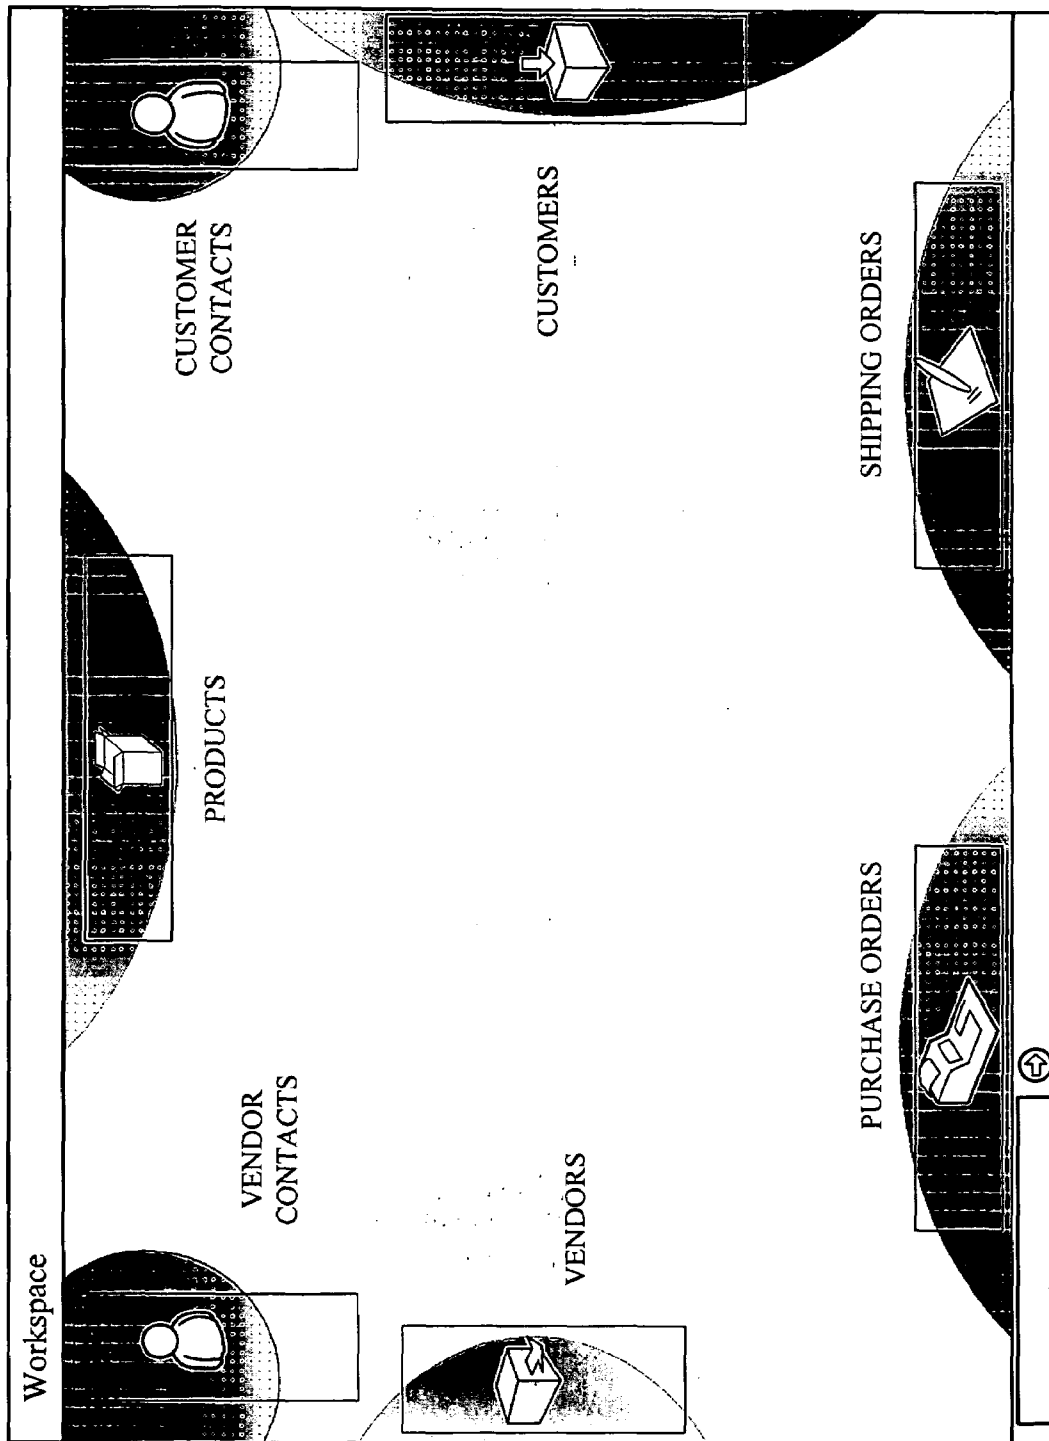 Workspace
VENDOR
CONTACTS
PRODUCTS
CUSTOMER
CONTACTS
VENDORS
CUSTOMERS
PURCHASE ORDERS
SHIPPING ORDERS